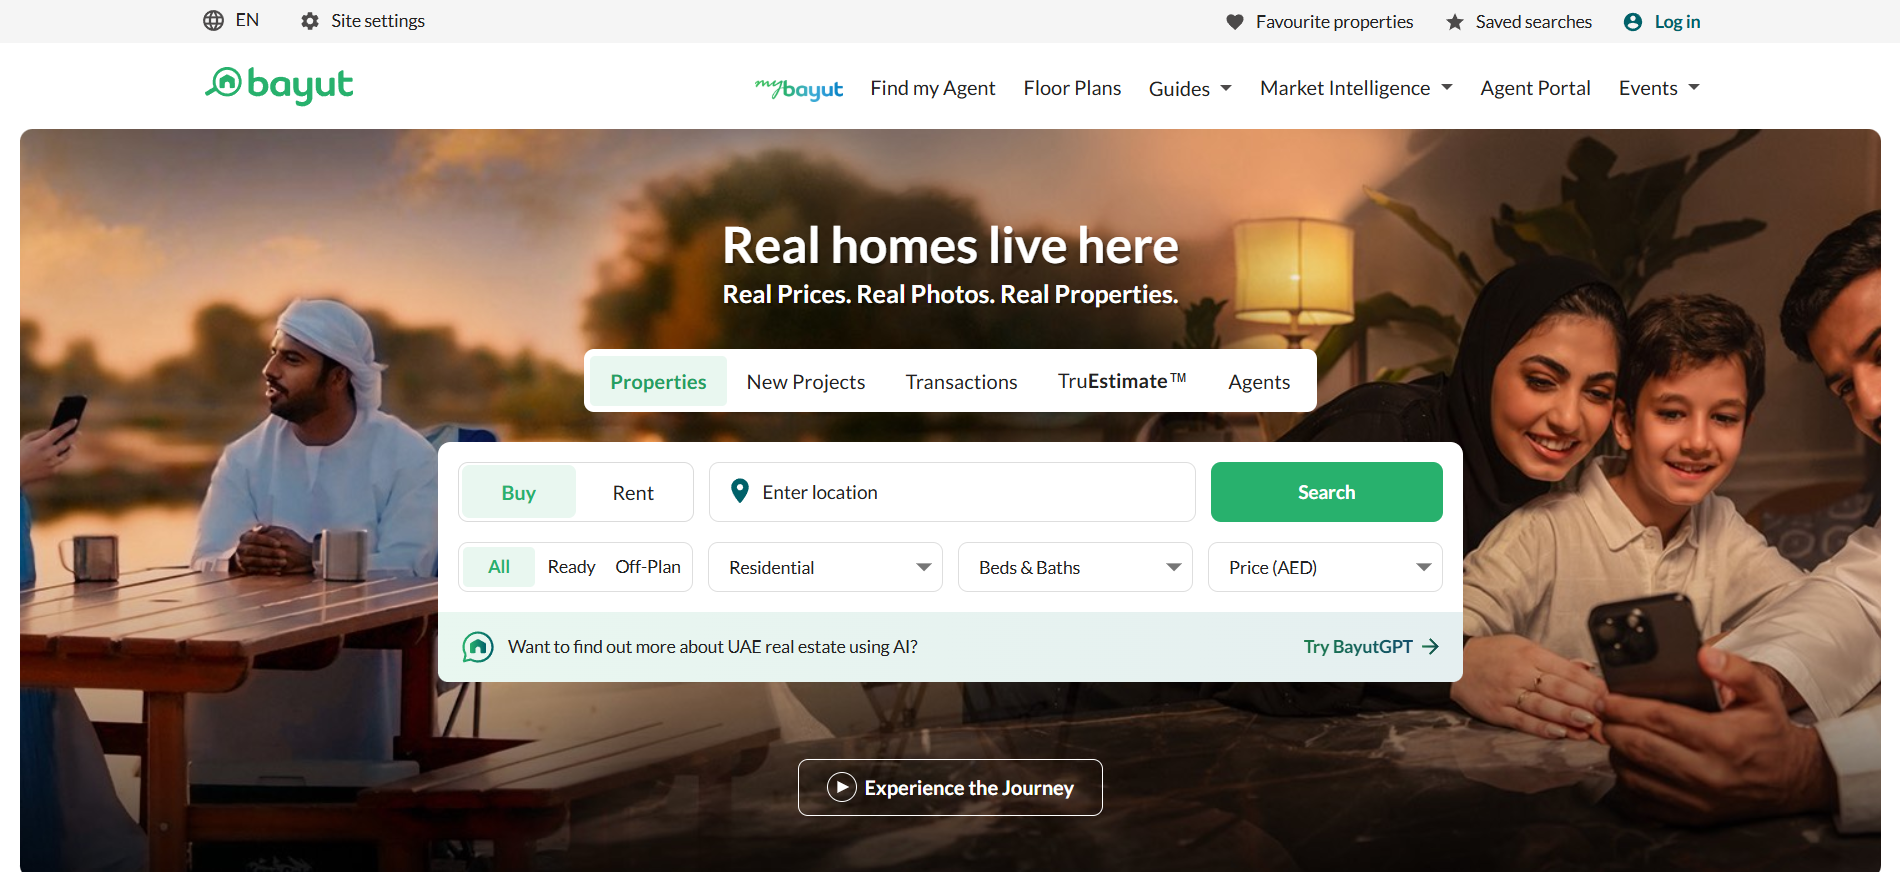 EN Site settings Favourite properties Saved searches Log in
bayut mybayut Find my Agent Floor Plans Guides Market Intelligence Agent Portal Events
Real homes live here
Real Prices. Real Photos. Real Properties.
Properties New Projects Transactions TruEstimate™ Agents
Buy Rent Enter location Search
All Ready Off-Plan Residential Beds & Baths Price (AED)
Want to find out more about UAE real estate using AI? Try BayutGPT
Experience the Journey